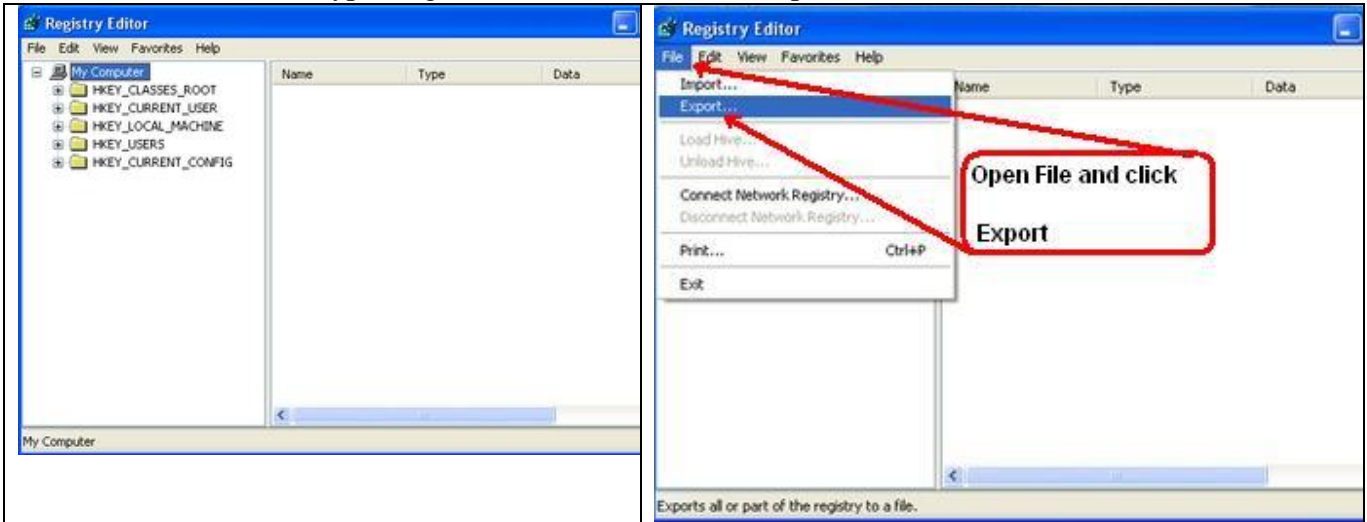 Registry Editor
File Edit View Favorites Help
My Computer
HKEY_CLASSES_ROOT
HKEY_CURRENT_USER
HKEY_LOCAL_MACHINE
HKEY_USERS
HKEY_CURRENT_CONFIG
Name Type Data
My Computer
Registry Editor
File Edit View Favorites Help
Import...
Export...
Load Hive...
Unload Hive...
Connect Network Registry...
Disconnect Network Registry...
Print... Ctrl+P
Exit
Name Type Data
Open File and click
Export
Exports all or part of the registry to a file.